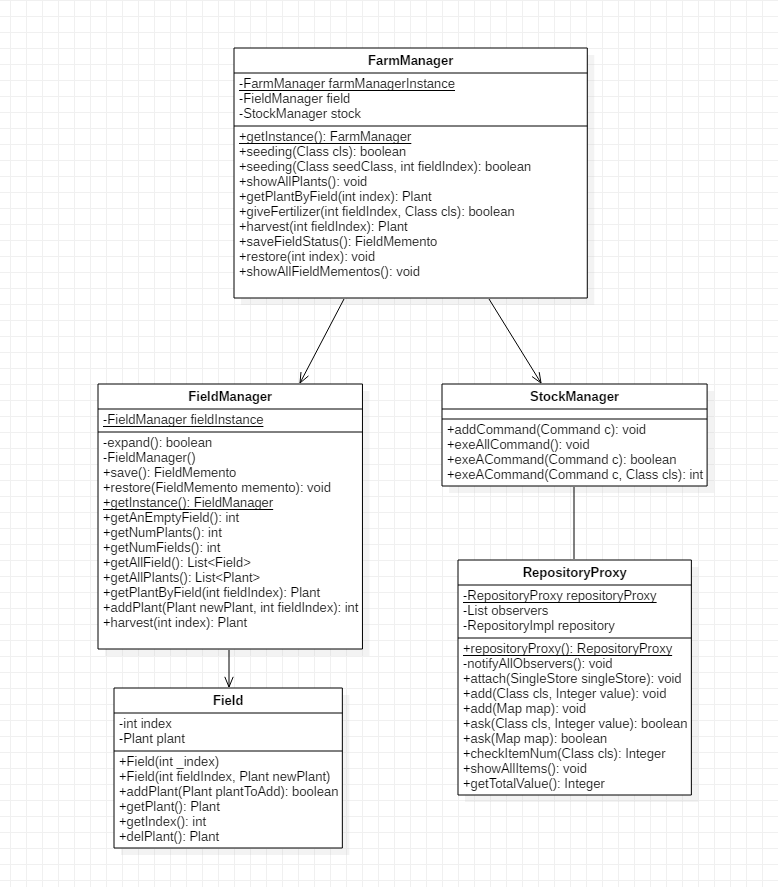 FarmManager
-FarmManager farmManagerInstance
-FieldManager field
-StockManager stock
+getInstance(): FarmManager
+seeding(Class cls): boolean
+seeding(Class seedClass, int fieldIndex): boolean
+showAllPlants(): void
+getPlantByField(int index): Plant
+giveFertilizer(int fieldIndex, Class cls): boolean
+harvest(int fieldIndex): Plant
+saveFieldStatus(): FieldMemento
+restore(int index): void
+showAllFieldMementos(): void
FieldManager
-FieldManager fieldInstance
-expand(): boolean
-FieldManager()
+save(): FieldMemento
+restore(FieldMemento memento): void
+getInstance(): FieldManager
+getAnEmptyField(): int
+getNumPlants(): int
+getNumFields(): int
+getAllField(): List<Field>
+getAllPlants(): List<Plant>
+getPlantByField(int fieldIndex): Plant
+addPlant(Plant newPlant, int fieldIndex): int
+harvest(int index): Plant
StockManager
+addCommand(Command c): void
+exeAllCommand(): void
+exeACommand(Command c): boolean
+exeACommand(Command c, Class cls): int
Field
-int index
-Plant plant
+Field(int _index)
+Field(int fieldIndex, Plant newPlant)
+addPlant(Plant plantToAdd): boolean
+getPlant(): Plant
+getIndex(): int
+delPlant(): Plant
RepositoryProxy
-RepositoryProxy repositoryProxy
-List observers
-RepositoryImpl repository
+repositoryProxy(): RepositoryProxy
-notifyAllObservers(): void
+attach(SingleStore singleStore): void
+add(Class cls, Integer value): void
+add(Map map): void
+ask(Class cls, Integer value): boolean
+ask(Map map): boolean
+checkItemNum(Class cls): Integer
+showAllItems(): void
+getTotalValue(): Integer